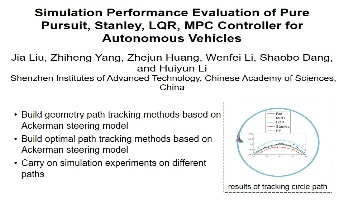 Simulation Performance Evaluation of Pure
Pursuit, Stanley, LQR, MPC Controller for
Autonomous Vehicles
Jia Liu, Zhiheng Yang, Zhejun Huang, Wenfei Li, Shaobo Dang,
and Huiyun Li
Shenzhen Institutes of Advanced Technology, Chinese Academy of Sciences,
China
• Build geometry path tracking methods based on
Ackerman steering model
• Build optimal path tracking methods based on
Ackerman steering model
• Carry on simulation experiments on different
paths
results of tracking circle path